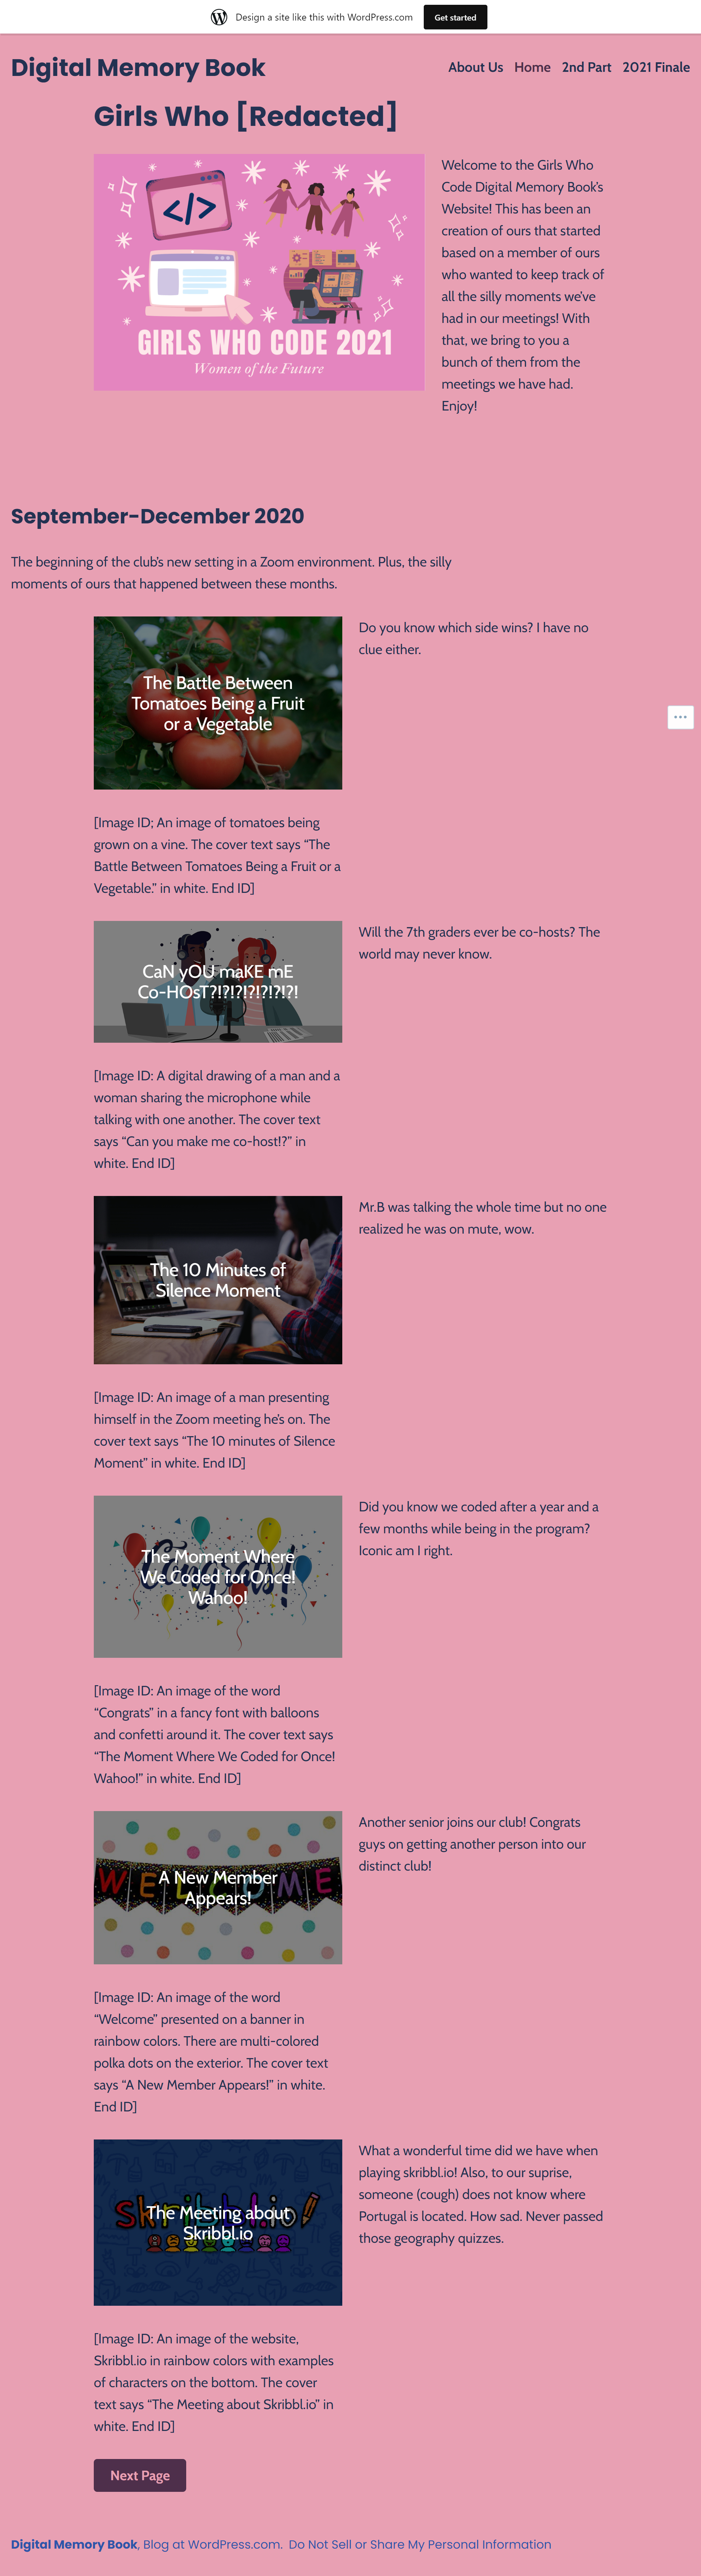 Design a site like this with WordPress.com
Get started
Digital Memory Book
About Us Home 2nd Part 2021 Finale
Girls Who [Redacted]
</>
GIRLS WHO CODE 2021
Women of the Future
Welcome to the Girls Who
Code Digital Memory Book's
Website! This has been an
creation of ours that started
based on a member of ours
who wanted to keep track of
all the silly moments we've
had in our meetings! With
that, we bring to you a
bunch of them from the
meetings we have had.
Enjoy!
September-December 2020
The beginning of the club's new setting in a Zoom environment. Plus, the silly
moments of ours that happened between these months.
The Battle Between
Tomatoes Being a Fruit
or a Vegetable
Do you know which side wins? I have no
clue either.
[Image ID; An image of tomatoes being
grown on a vine. The cover text says “The
Battle Between Tomatoes Being a Fruit or a
Vegetable.” in white. End ID]
CaN yOU maKE mE
Co-HOsT?!?!?!?!?!?!?!
Will the 7th graders ever be co-hosts? The
world may never know.
[Image ID: A digital drawing of a man and a
woman sharing the microphone while
talking with one another. The cover text
says “Can you make me co-host!?” in
white. End ID]
The 10 Minutes of
Silence Moment
Mr.B was talking the whole time but no one
realized he was on mute, wow.
[Image ID: An image of a man presenting
himself in the Zoom meeting he's on. The
cover text says “The 10 minutes of Silence
Moment” in white. End ID]
Congrats!
The Moment Where
We Coded for Once!
Wahoo!
Did you know we coded after a year and a
few months while being in the program?
Iconic am I right.
[Image ID: An image of the word
“Congrats” in a fancy font with balloons
and confetti around it. The cover text says
“The Moment Where We Coded for Once!
Wahoo!” in white. End ID]
WELCOME
A New Member
Appears!
Another senior joins our club! Congrats
guys on getting another person into our
distinct club!
[Image ID: An image of the word
“Welcome” presented on a banner in
rainbow colors. There are multi-colored
polka dots on the exterior. The cover text
says “A New Member Appears!” in white.
End ID]
skribbl.io
The Meeting about
Skribbl.io
What a wonderful time did we have when
playing skribbl.io! Also, to our suprise,
someone (cough) does not know where
Portugal is located. How sad. Never passed
those geography quizzes.
[Image ID: An image of the website,
Skribbl.io in rainbow colors with examples
of characters on the bottom. The cover
text says “The Meeting about Skribbl.io” in
white. End ID]
Next Page
Digital Memory Book, Blog at WordPress.com. Do Not Sell or Share My Personal Information